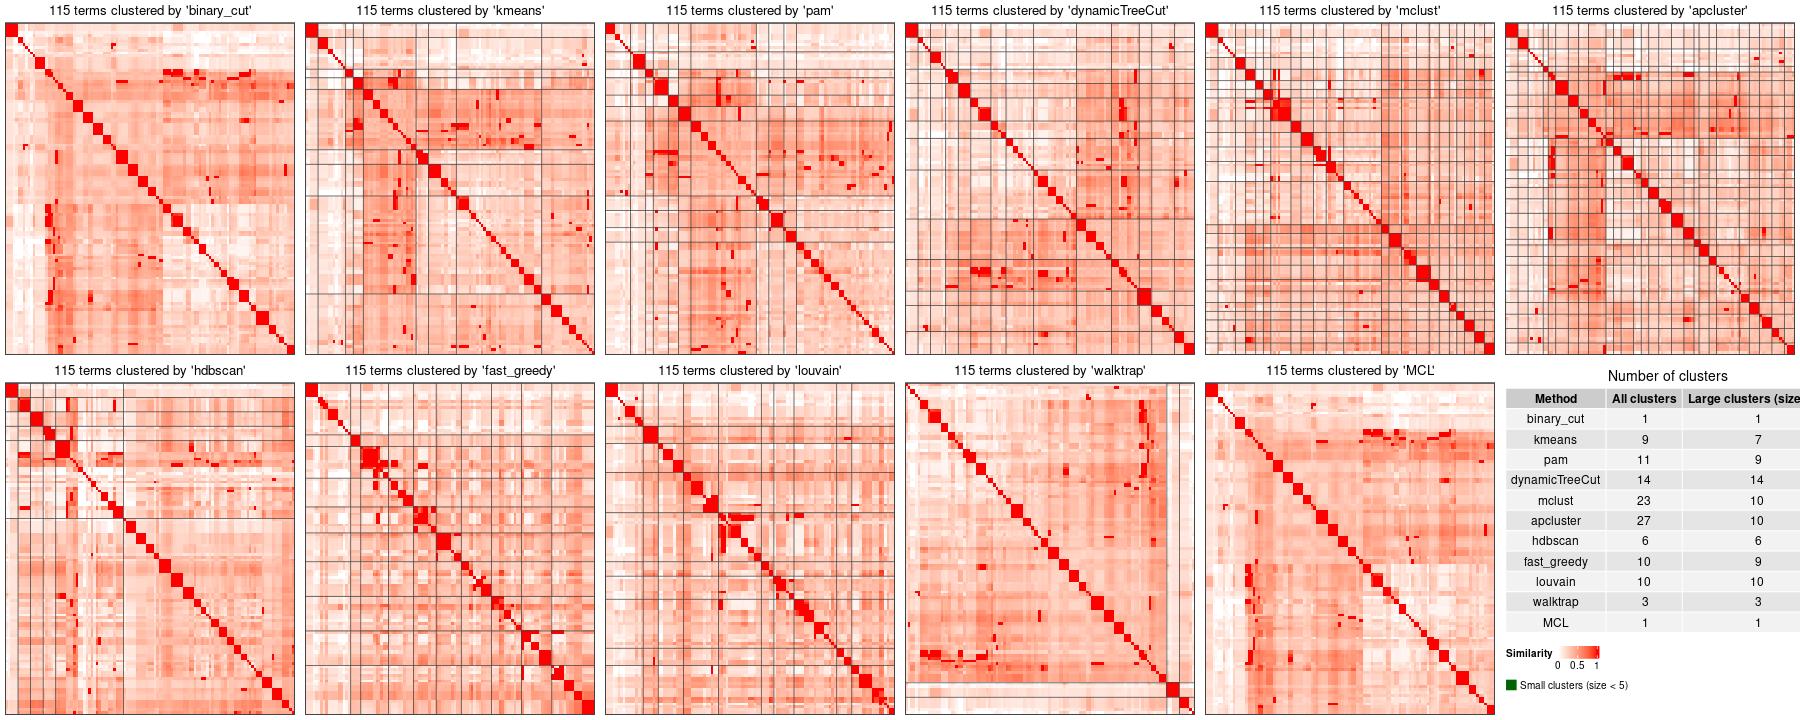 115 terms clustered by 'binary_cut'
115 terms clustered by 'kmeans'
115 terms clustered by 'pam'
115 terms clustered by 'dynamicTreeCut'
115 terms clustered by 'mclust'
115 terms clustered by 'apcluster'
115 terms clustered by 'hdbscan'
115 terms clustered by 'fast_greedy'
115 terms clustered by 'louvain'
115 terms clustered by 'walktrap'
115 terms clustered by 'MCL'
Number of clusters
Method All clusters Large clusters (size
binary_cut 1 1
kmeans 9 7
pam 11 9
dynamicTreeCut 14 14
mclust 23 10
apcluster 27 10
hdbscan 6 6
fast_greedy 10 9
louvain 10 10
walktrap 3 3
MCL 1 1
Similarity
0 0.5 1
Small clusters (size < 5)